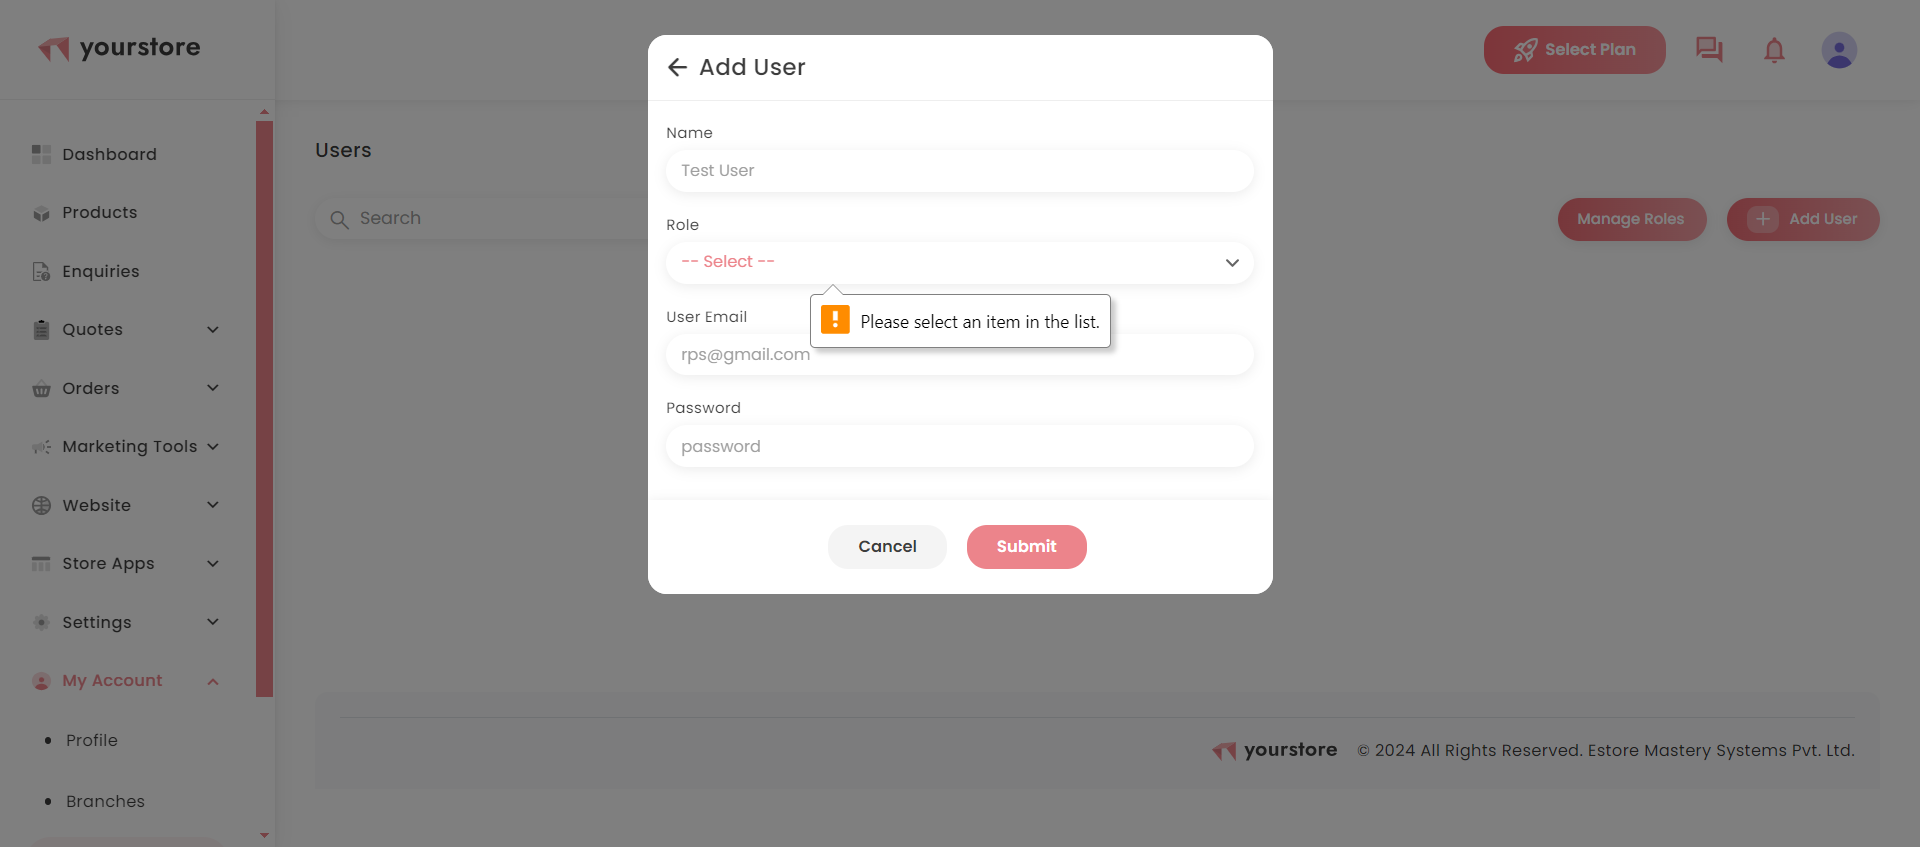 yourstore
Select Plan
Dashboard
Products
Enquiries
Quotes
Orders
Marketing Tools
Website
Store Apps
Settings
My Account
Profile
Branches
Users
Search
Manage Roles
Add User
Add User
Name
Test User
Role
-- Select --
Please select an item in the list.
User Email
rps@gmail.com
Password
password
Cancel
Submit
yourstore © 2024 All Rights Reserved. Estore Mastery Systems Pvt. Ltd.